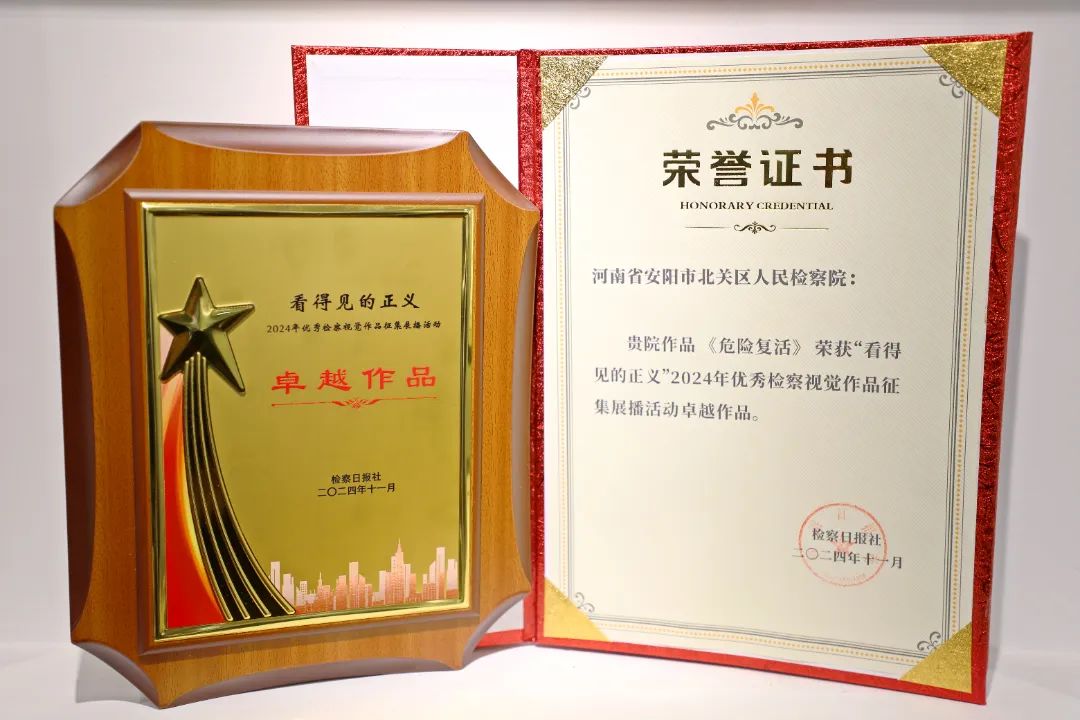 看得见的正义
2024年优秀检察视觉作品征集展播活动
卓越作品
检察日报社
二〇二四年十一月
荣誉证书
HONORARY CREDENTIAL
河南省安阳市北关区人民检察院：
贵院作品《危险复活》荣获“看得
见的正义”2024年优秀检察视觉作品征
集展播活动卓越作品。
检察日报社
二〇二四年十一月